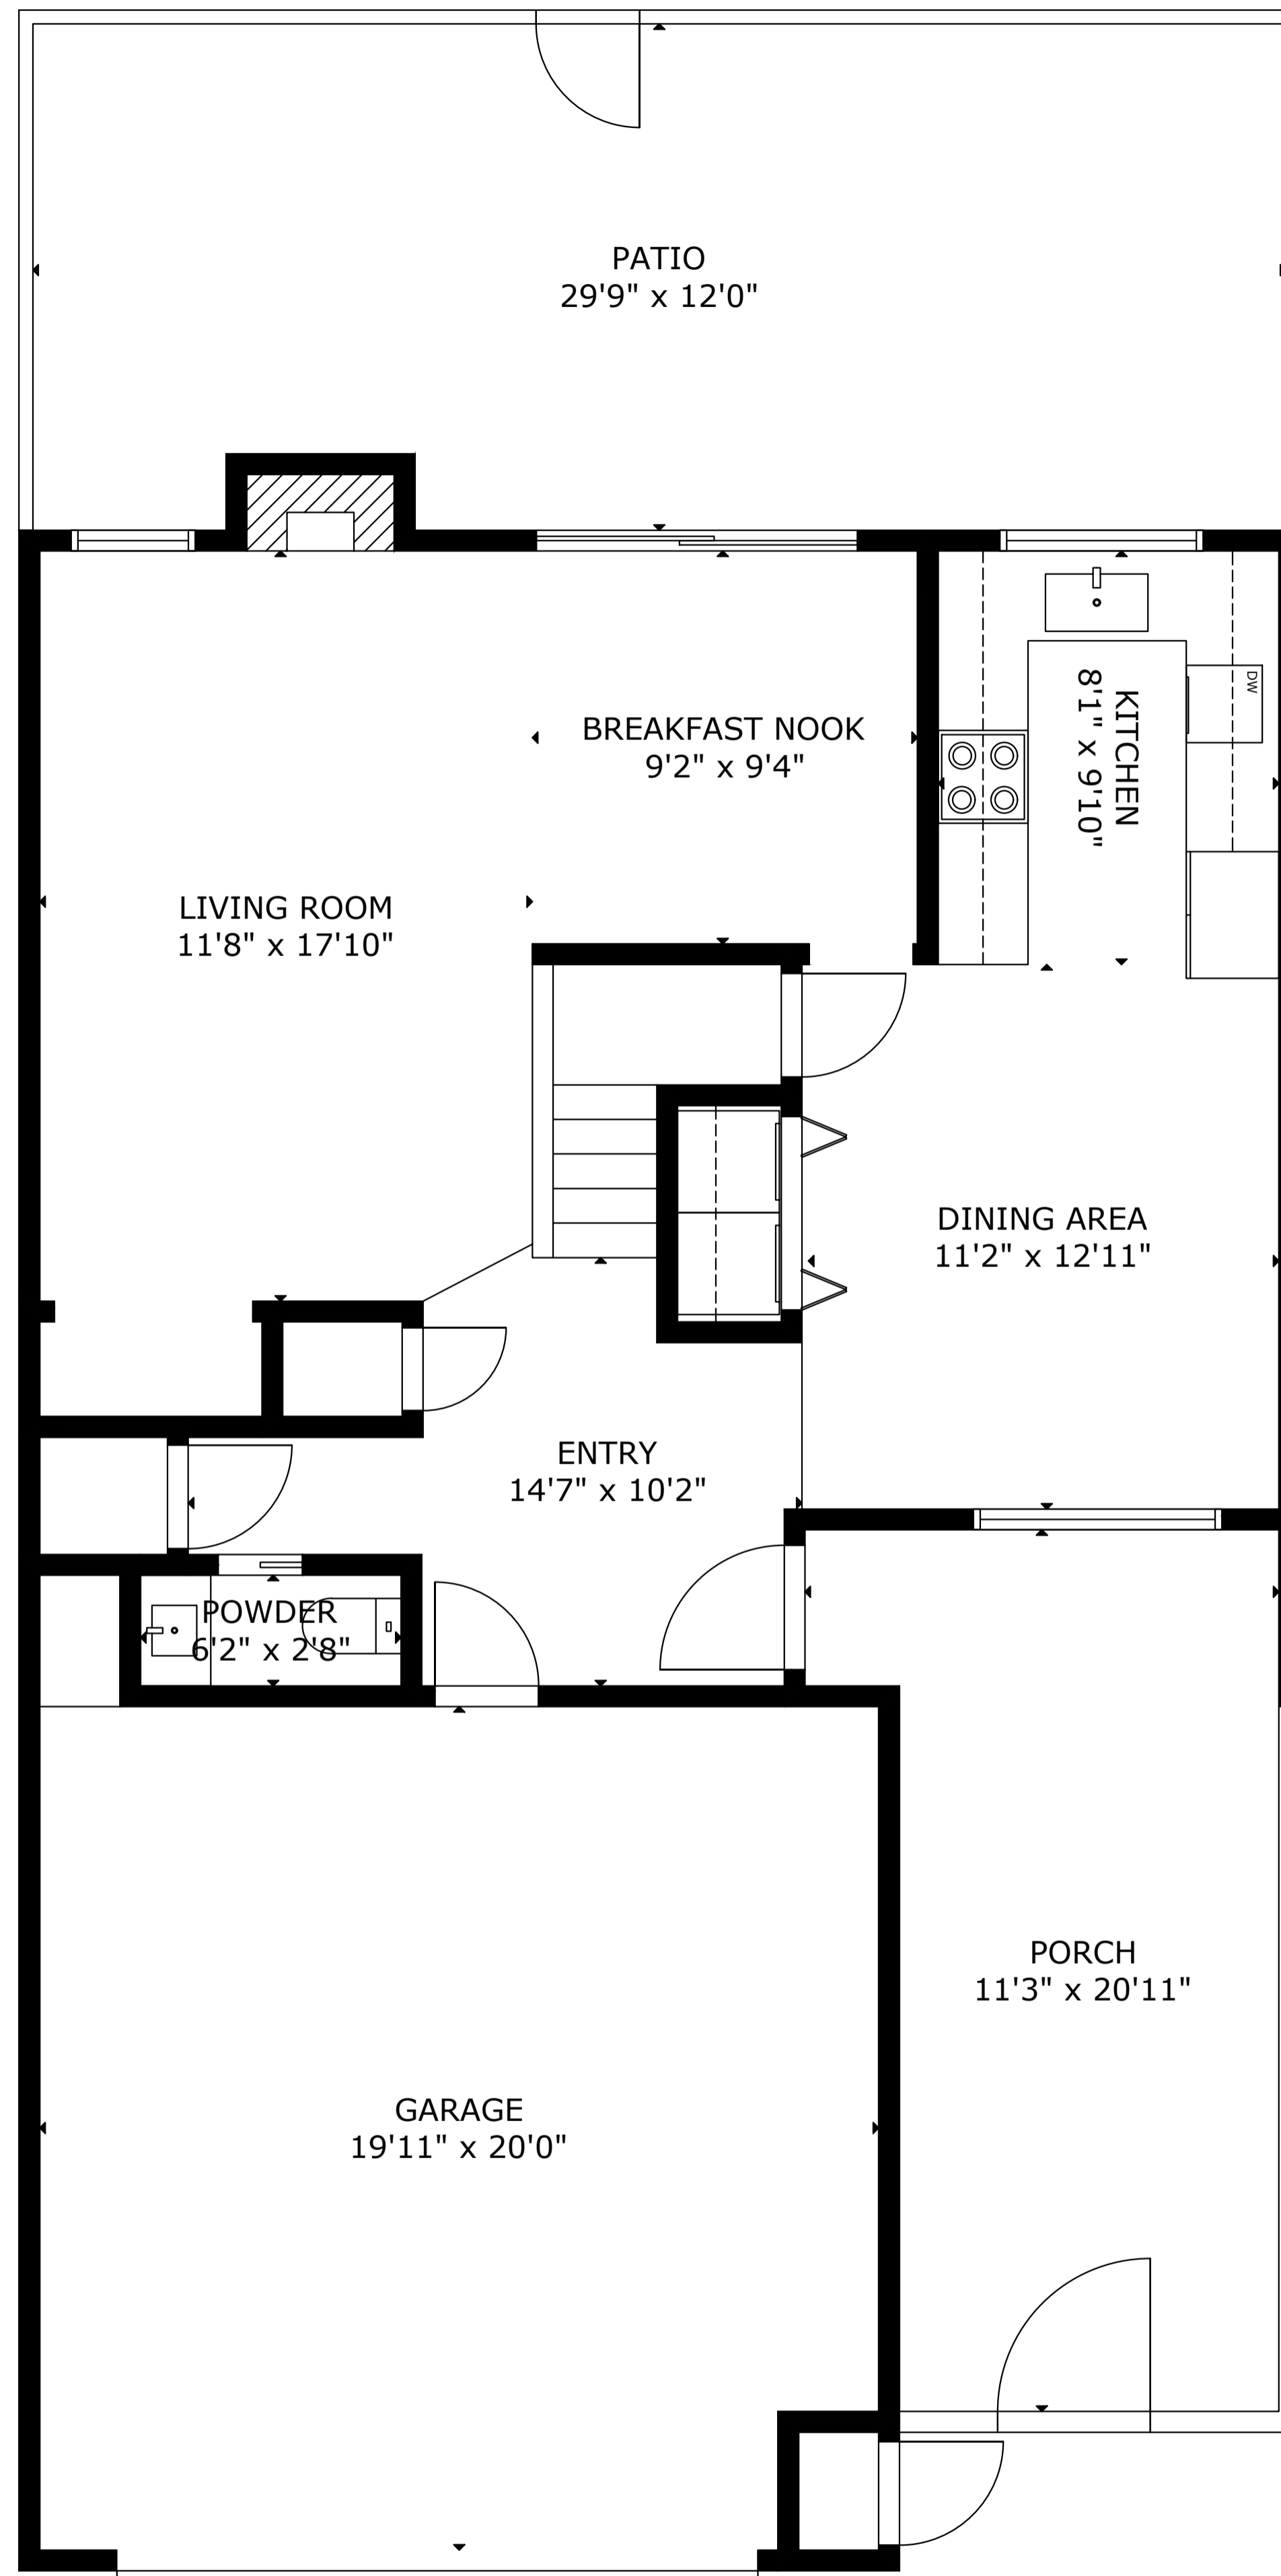 PATIO
29'9" x 12'0"
BREAKFAST NOOK
9'2" x 9'4"
KITCHEN
8'1" x 9'10"
DW
LIVING ROOM
11'8" x 17'10"
DINING AREA
11'2" x 12'11"
ENTRY
14'7" x 10'2"
POWDER
6'2" x 2'8"
PORCH
11'3" x 20'11"
GARAGE
19'11" x 20'0"